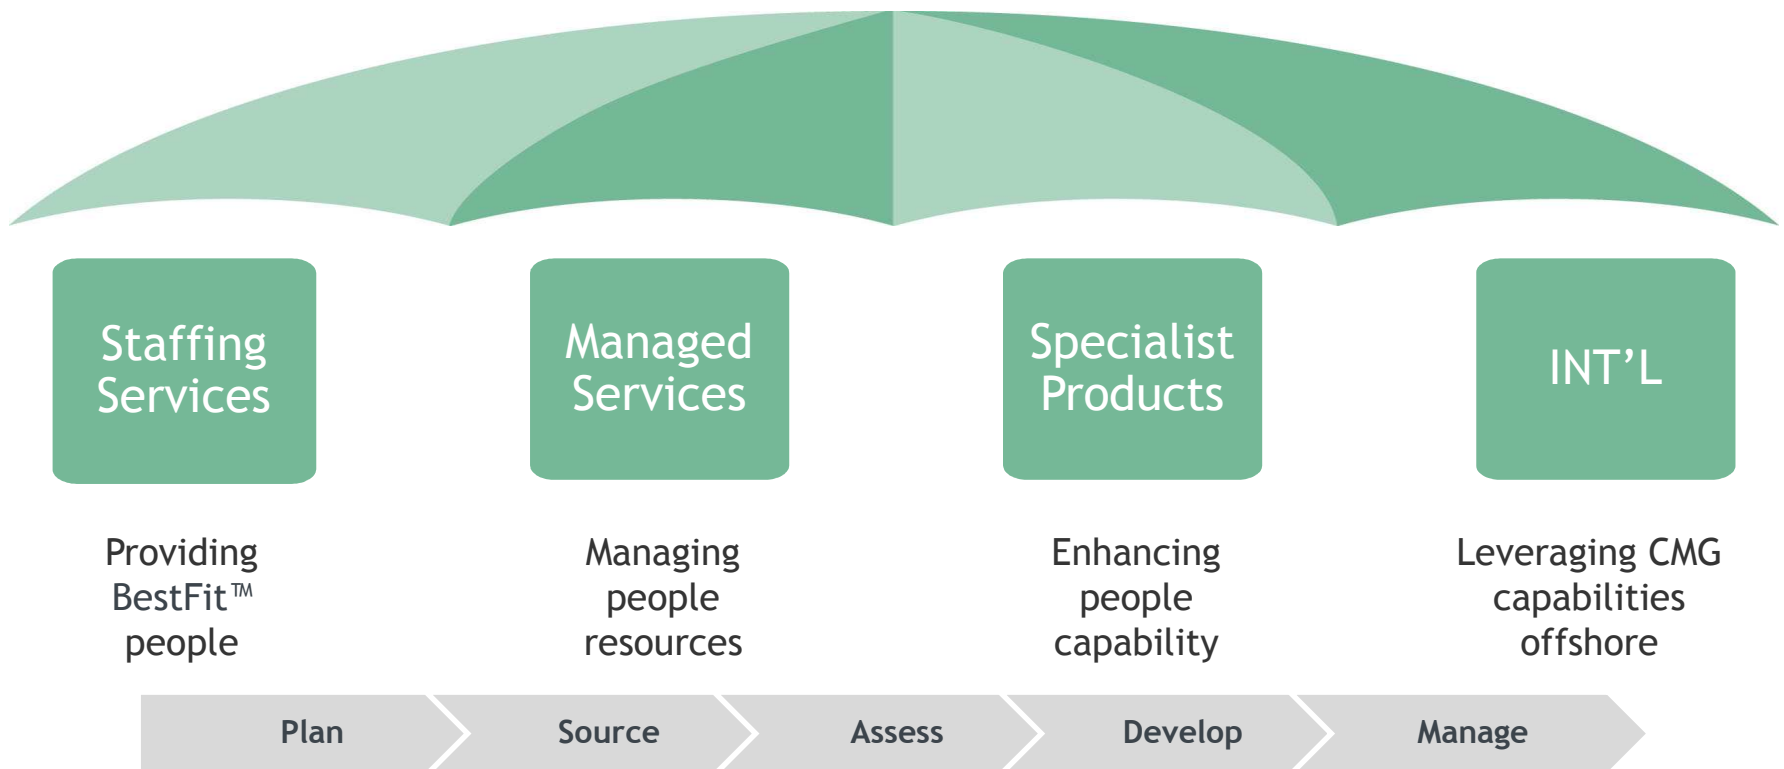 Staffing
Services
Managed
Services
Specialist
Products
INT’L
Providing
BestFit™
people
Managing
people
resources
Enhancing
people
capability
Leveraging CMG
capabilities
offshore
Plan
Source
Assess
Develop
Manage